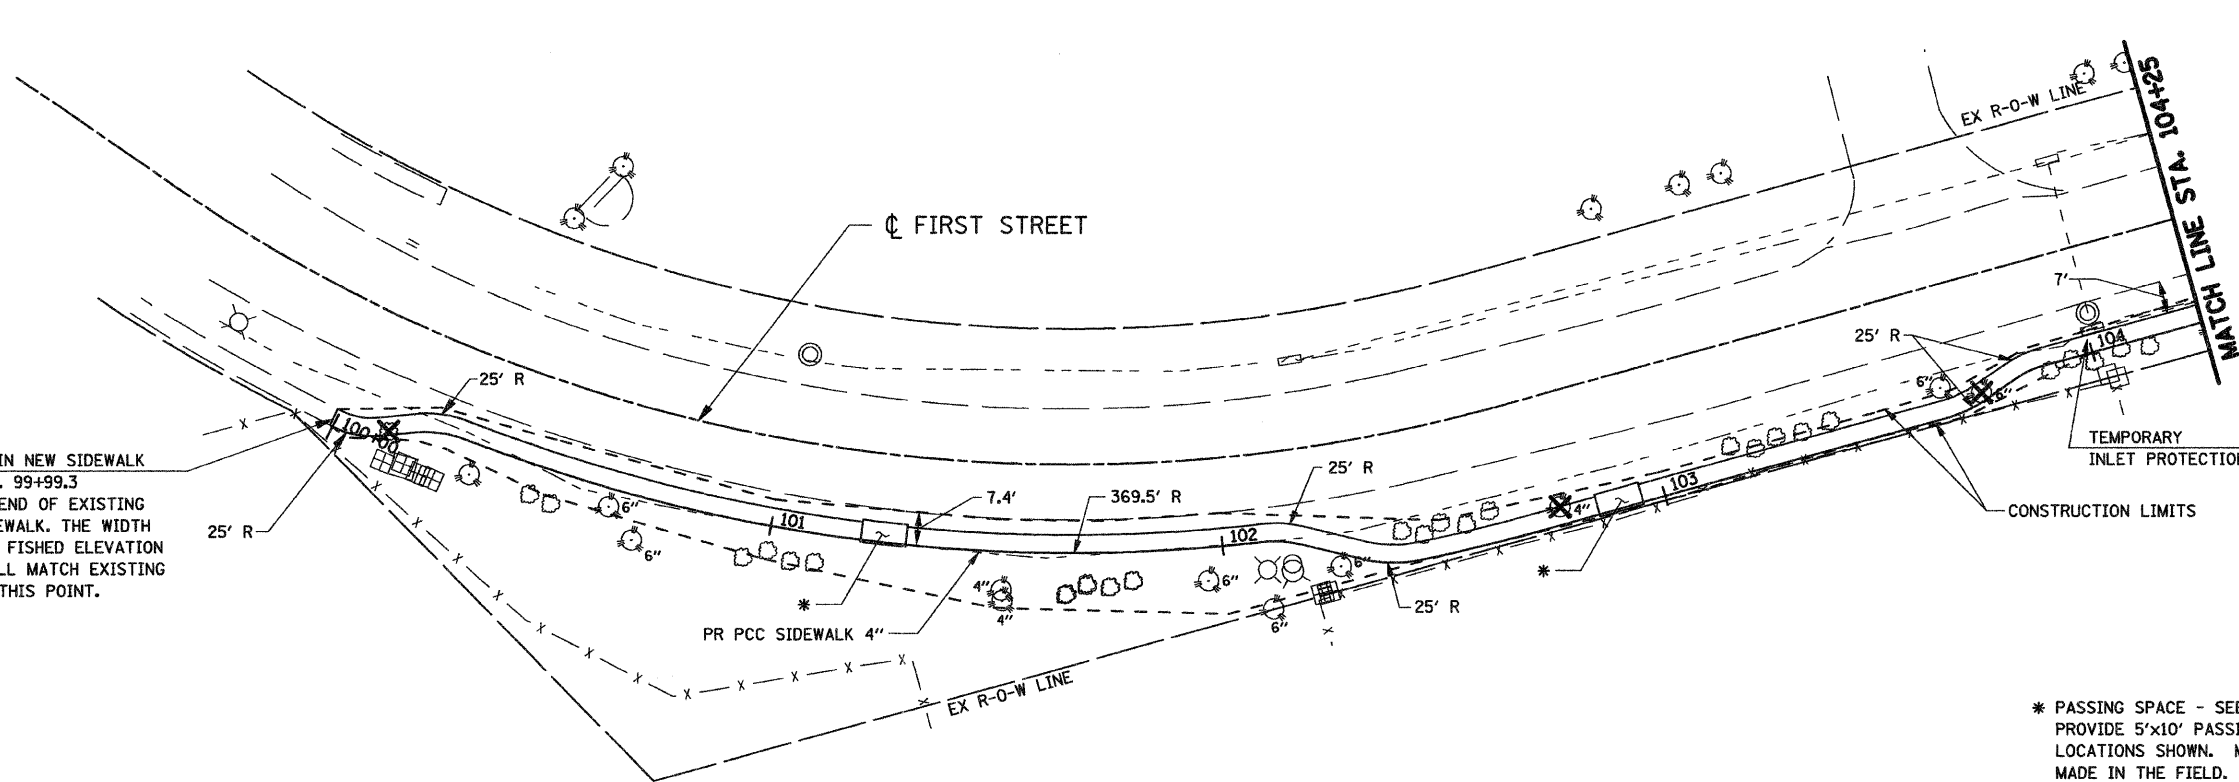 EX R-O-W LINE
MATCH LINE STA. 104+25
℄ FIRST STREET
7'
25' R
25' R
104
6"
6"
100+00
IN NEW SIDEWALK
. 99+99.3
END OF EXISTING
EWALK. THE WIDTH
FISHED ELEVATION
LL MATCH EXISTING
THIS POINT.
25' R
TEMPORARY
INLET PROTECTION
25' R
7.4'
369.5' R
103
CONSTRUCTION LIMITS
4"
6"
101
102
6"
6"
6"
4"
4"
*
*
25' R
6"
PR PCC SIDEWALK 4"
EX R-O-W LINE
* PASSING SPACE - SEE
PROVIDE 5'x10' PASSI
LOCATIONS SHOWN. M
MADE IN THE FIELD.